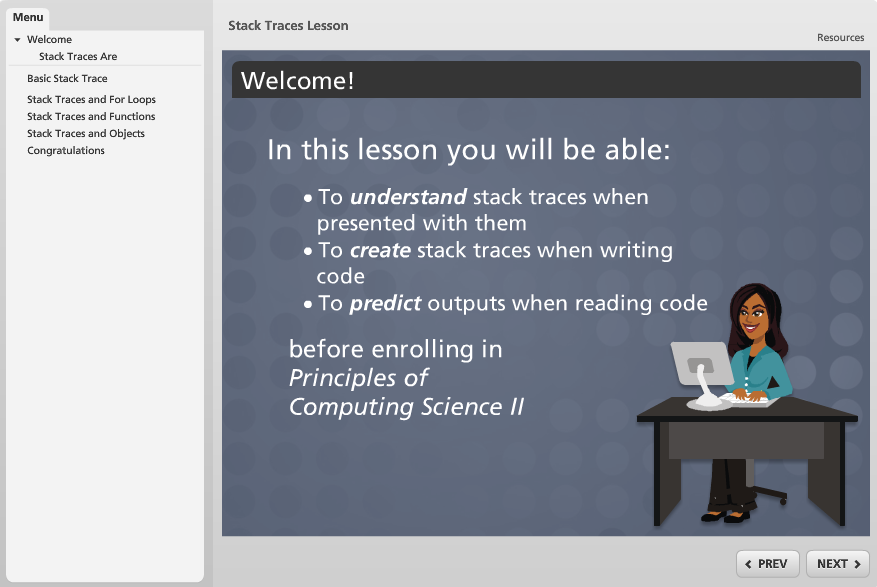 Menu
Welcome
Stack Traces Are
Basic Stack Trace
Stack Traces and For Loops
Stack Traces and Functions
Stack Traces and Objects
Congratulations
Stack Traces Lesson
Resources
Welcome!
In this lesson you will be able:
• To understand stack traces when
presented with them
• To create stack traces when writing
code
• To predict outputs when reading code
before enrolling in
Principles of
Computing Science II
PREV
NEXT